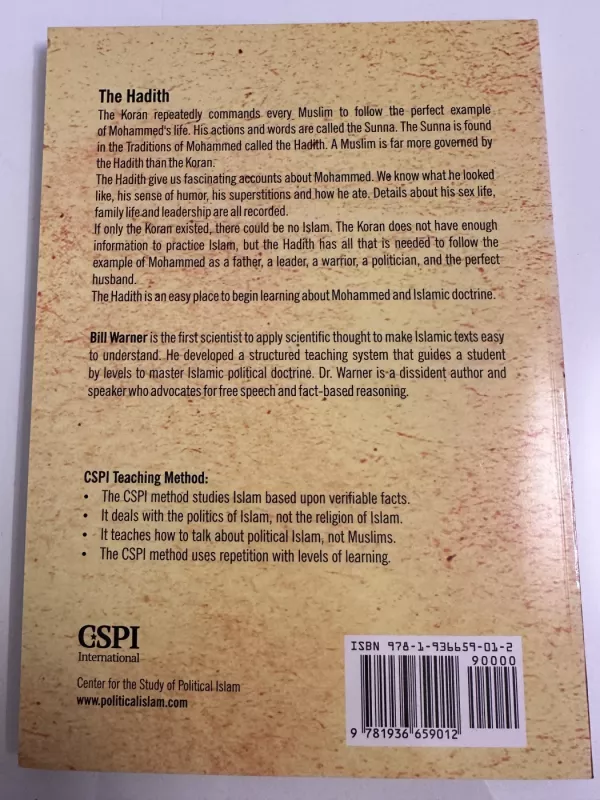 The Hadith
The Koran repeatedly commands every Muslim to follow the perfect example
of Mohammed's life. His actions and words are called the Sunna. The Sunna is found
in the Traditions of Mohammed called the Hadith. A Muslim is far more governed by
the Hadith than the Koran.
The Hadith give us fascinating accounts about Mohammed. We know what he looked
like, his sense of humor, his superstitions and how he ate. Details about his sex life,
family life and leadership are all recorded.
If only the Koran existed, there could be no Islam. The Koran does not have enough
information to practice Islam, but the Hadith has all that is needed to follow the
example of Mohammed as a father, a leader, a warrior, a politician, and the perfect
husband.
The Hadith is an easy place to begin learning about Mohammed and Islamic doctrine.
Bill Warner is the first scientist to apply scientific thought to make Islamic texts easy
to understand. He developed a structured teaching system that guides a student
by levels to master Islamic political doctrine. Dr. Warner is a dissident author and
speaker who advocates for free speech and fact-based reasoning.
CSPI Teaching Method:
• The CSPI method studies Islam based upon verifiable facts.
• It deals with the politics of Islam, not the religion of Islam.
• It teaches how to talk about political Islam, not Muslims.
• The CSPI method uses repetition with levels of learning.
CSPI
International
Center for the Study of Political Islam
www.politicalislam.com
ISBN 978-1-936659-01-2
90000
9 781936 659012